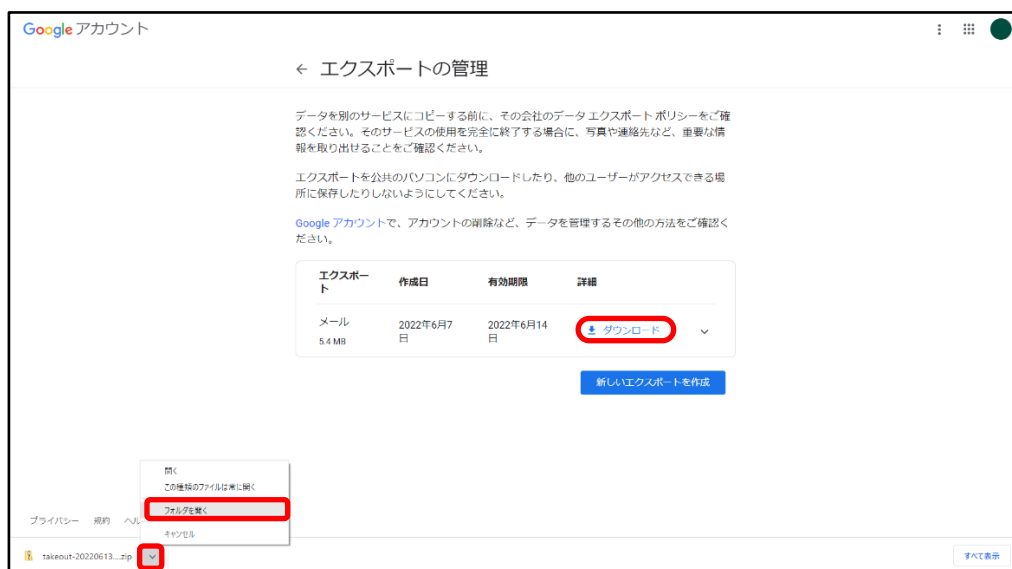 Google アカウント
エクスポートの管理
データを別のサービスにコピーする前に、その会社のデータ エクスポート ポリシーをご確
認ください。そのサービスの使用を完全に終了する場合に、写真や連絡先など、重要な情
報を取り出せることをご確認ください。
エクスポートを公共のパソコンにダウンロードしたり、他のユーザーがアクセスできる場
所に保存したりしないようにしてください。
Google アカウントで、アカウントの削除など、データを管理するその他の方法をご確認く
ださい。
エクスポー
ト
作成日
有効期限
詳細
メール
5.4 MB
2022年6月7
日
2022年6月14
日
ダウンロード
新しいエクスポートを作成
開く
この種類のファイルは常に開く
フォルダを開く
キャンセル
プライバシー 規約 ヘル
takeout-20220613....zip
すべて表示